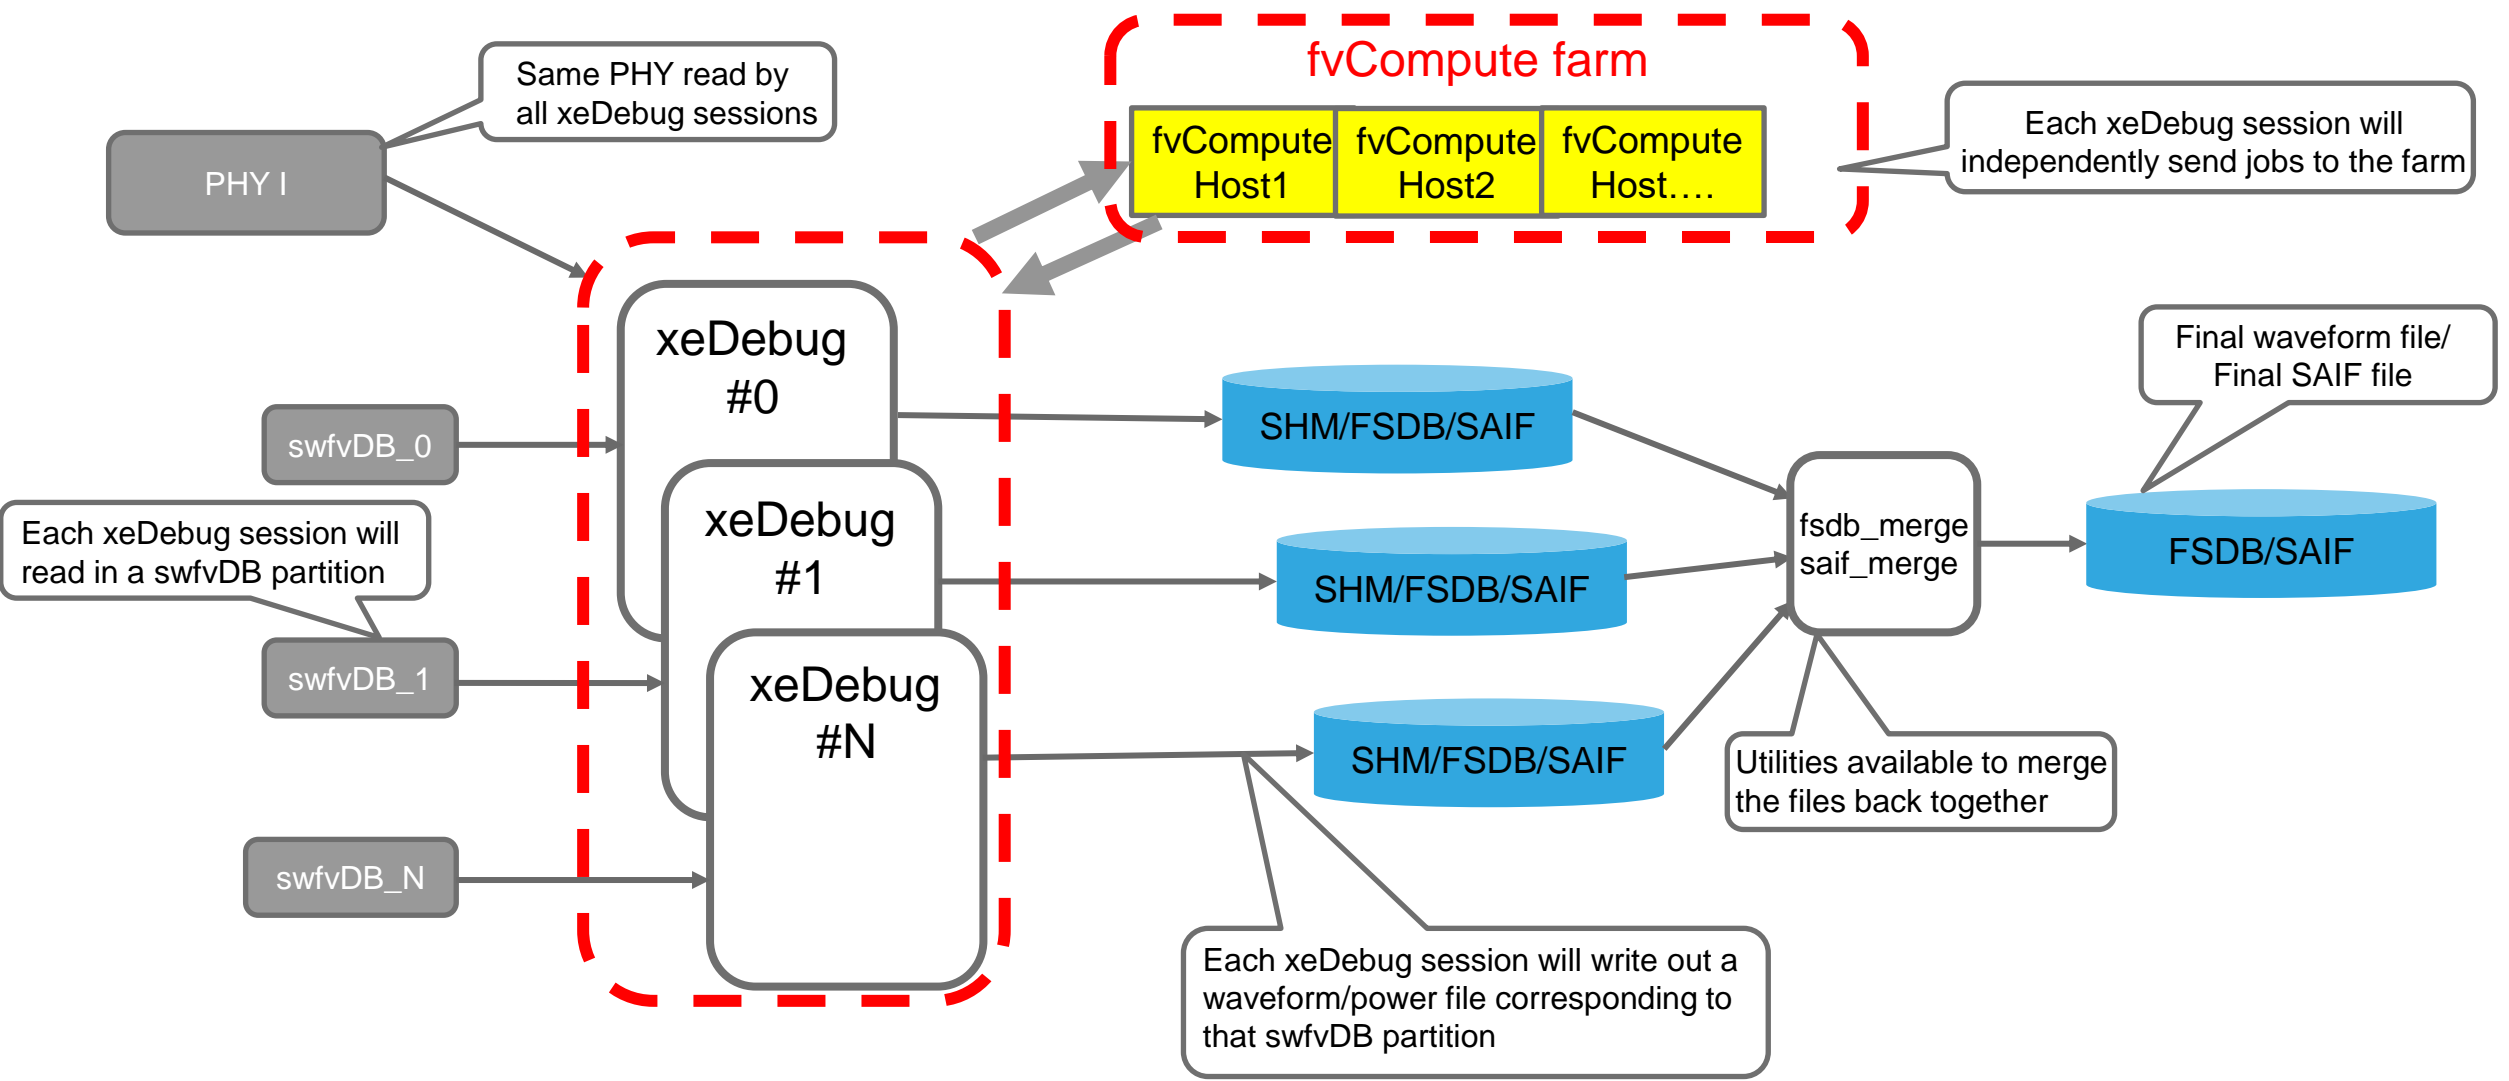 fvCompute farm
Same PHY read by
all xeDebug sessions
PHY I
fvCompute
Host1
fvCompute
Host2
fvCompute
Host....
Each xeDebug session will
independently send jobs to the farm
xeDebug
#0
swfvDB_0
SHM/FSDB/SAIF
Final waveform file/
Final SAIF file
Each xeDebug session will
read in a swfvDB partition
xeDebug
#1
SHM/FSDB/SAIF
fsdb_merge
saif_merge
FSDB/SAIF
swfvDB_1
xeDebug
#N
SHM/FSDB/SAIF
Utilities available to merge
the files back together
swfvDB_N
Each xeDebug session will write out a
waveform/power file corresponding to
that swfvDB partition